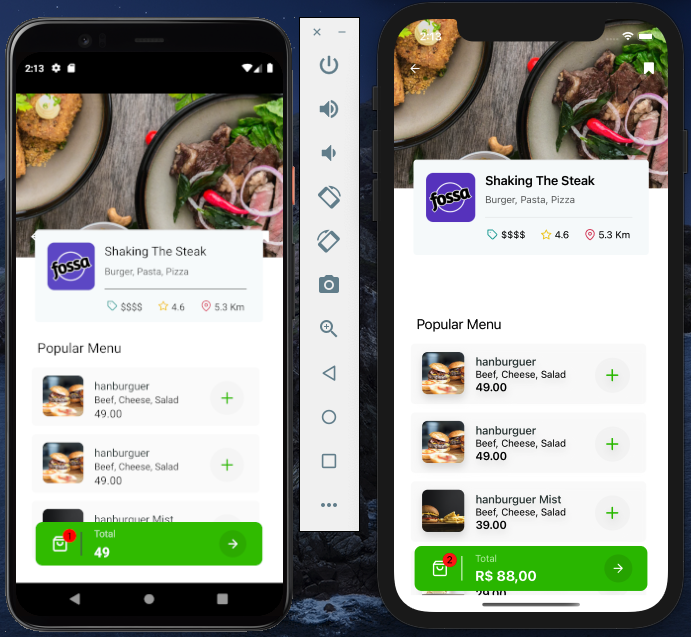 2:13
fossa
Shaking The Steak
Burger, Pasta, Pizza
$$$$ 4.6 5.3 Km
Popular Menu
hanburguer
Beef, Cheese, Salad
49.00
hanburguer
Beef, Cheese, Salad
49.00
hanburguer Mist
1
Total
49
2:13
fossa
Shaking The Steak
Burger, Pasta, Pizza
$$$$ 4.6 5.3 Km
Popular Menu
hanburguer
Beef, Cheese, Salad
49.00
hanburguer
Beef, Cheese, Salad
49.00
hanburguer Mist
Beef, Cheese, Salad
39.00
2
Total
R$ 88,00